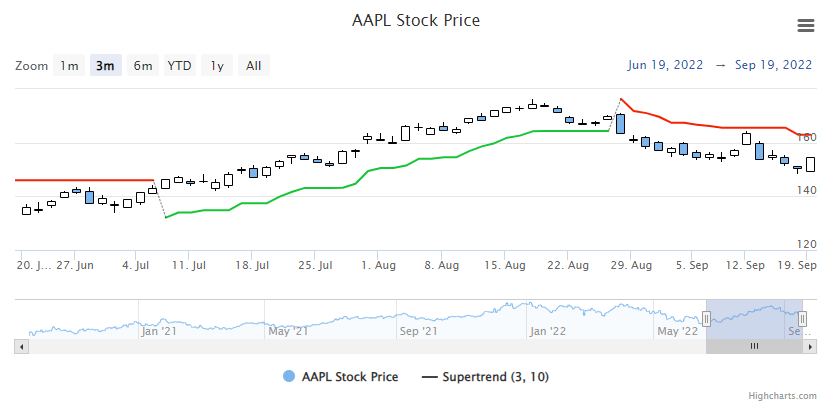 AAPL Stock Price
Zoom 1m 3m 6m YTD 1y All Jun 19, 2022 → Sep 19, 2022
160
140
120
20. J… 27. Jun 4. Jul 11. Jul 18. Jul 25. Jul 1. Aug 8. Aug 15. Aug 22. Aug 29. Aug 5. Sep 12. Sep 19. Sep
Jan '21 May '21 Sep '21 Jan '22 May '22 Se…
AAPL Stock Price Supertrend (3, 10)
Highcharts.com